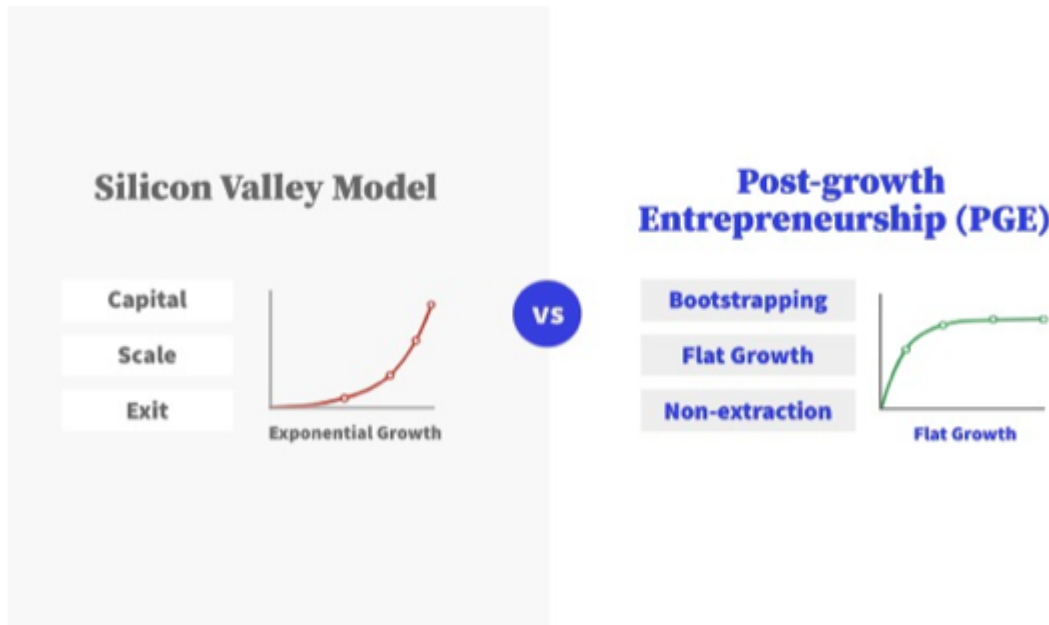 Silicon Valley Model
Capital
Scale
Exit
Exponential Growth
vs
Post-growth
Entrepreneurship (PGE)
Bootstrapping
Flat Growth
Non-extraction
Flat Growth